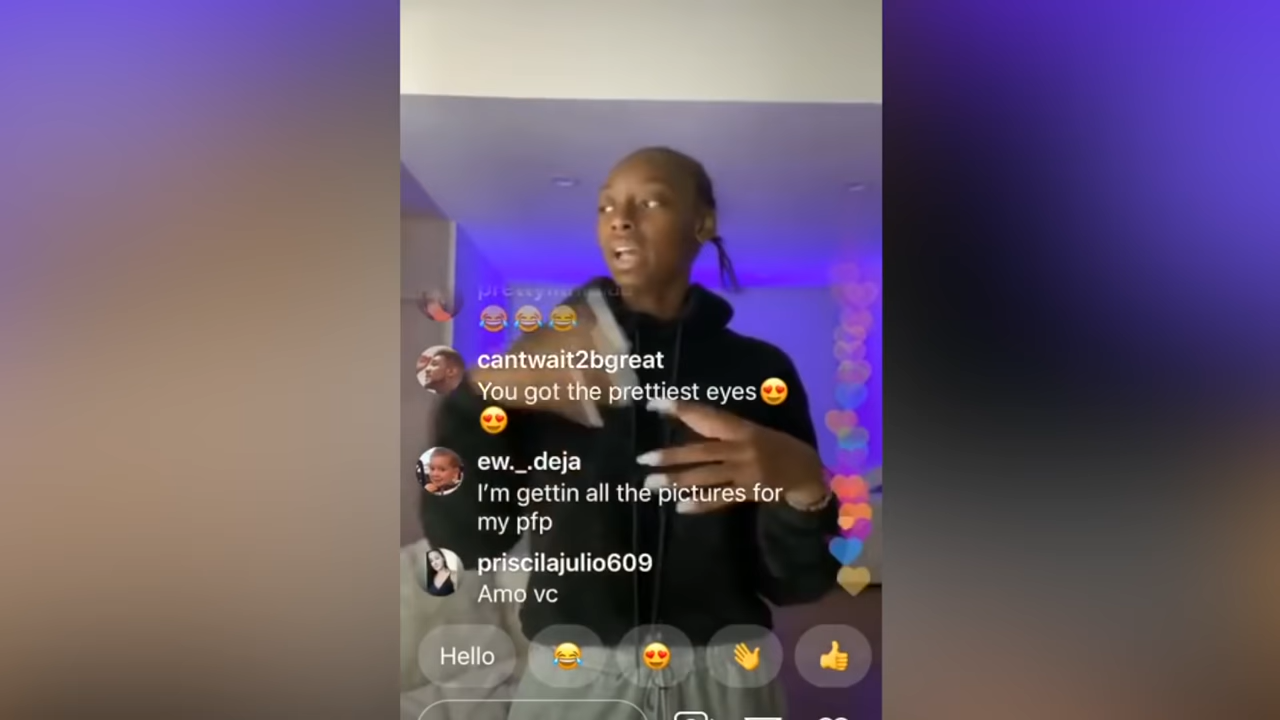 😂😂😂
cantwait2bgreat
You got the prettiest eyes😍
😍
ew._.deja
I’m gettin all the pictures for
my pfp
priscilajulio609
Amo vc
Hello 😂 😍 👋 👍